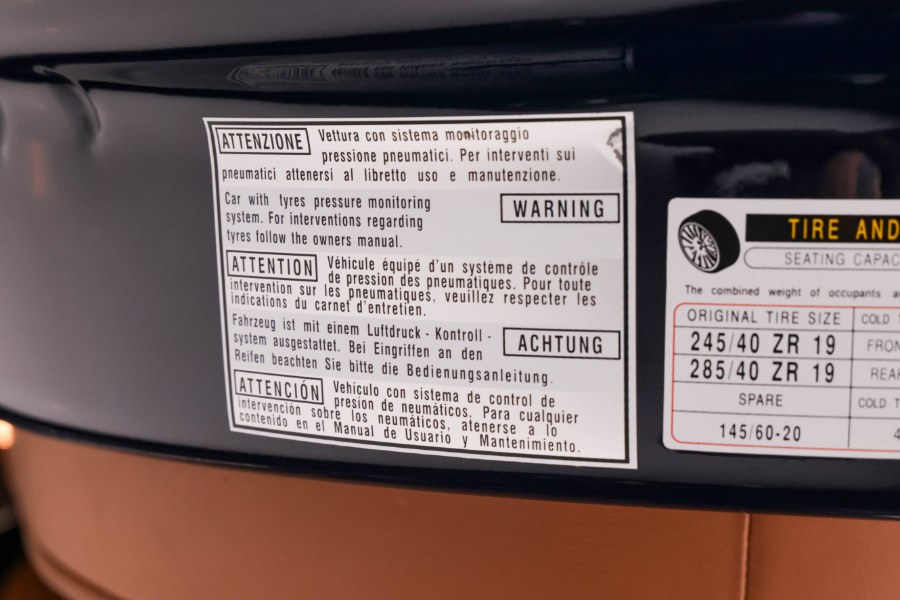 ATTENZIONE Vettura con sistema monitoraggio
pressione pneumatici. Per interventi sui
pneumatici attenersi al libretto uso e manutenzione.
Car with tyres pressure monitoring
system. For interventions regarding
tyres follow the owners manual.
WARNING
ATTENTION Véhicule équipé d'un système de contrôle
de pression des pneumatiques. Pour toute
intervention sur les pneumatiques, veuillez respecter les
indications du carnet d'entretien.
Fahrzeug ist mit einem Luftdruck - Kontroll -
system ausgestattet. Bei Eingriffen an den
Reifen beachten Sie bitte die Bedienungsanleitung.
ACHTUNG
ATTENCIÓN Vehículo con sistema de control de
presion de neumáticos. Para cualquier
intervención sobre los neumáticos, atenerse a lo
contenido en el Manual de Usuario y Mantenimiento.
TIRE AND
SEATING CAPAC
The combined weight of occupants
ORIGINAL TIRE SIZE COLD
245/40 ZR 19 FRON
285/40 ZR 19 REAR
SPARE COLD
145/60-20